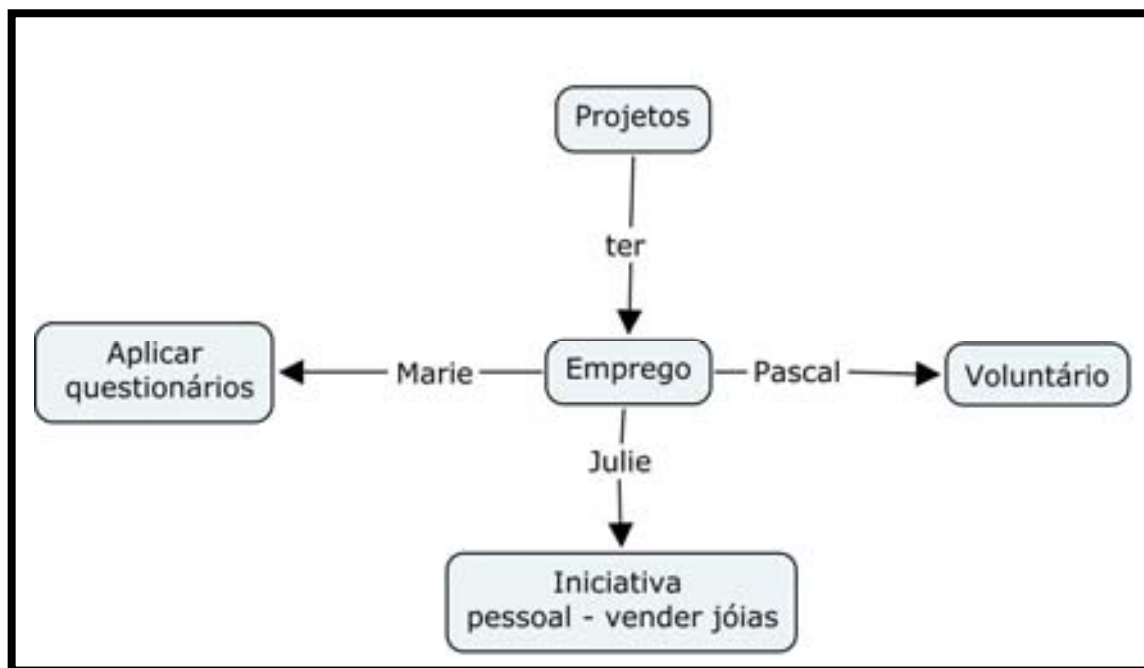 Projetos
ter
Aplicar
questionários
Marie
Emprego
Pascal
Voluntário
Julie
Iniciativa
pessoal - vender jóias